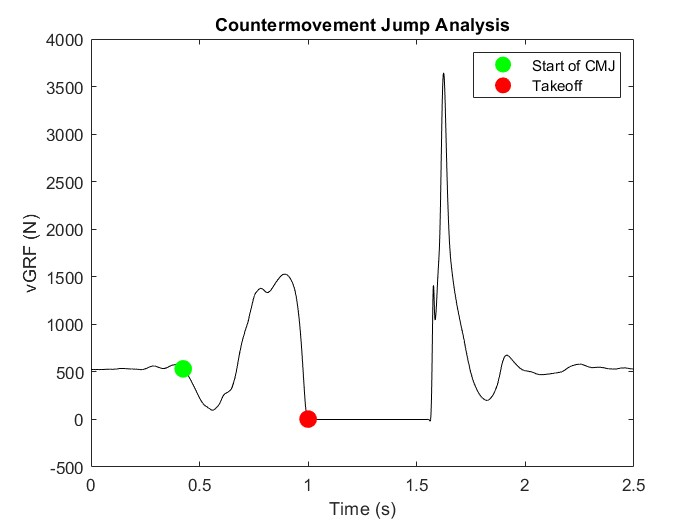 Countermovement Jump Analysis
4000
3500
3000
2500
2000
1500
1000
500
0
-500
vGRF (N)
Start of CMJ
Takeoff
0 0.5 1 1.5 2 2.5
Time (s)